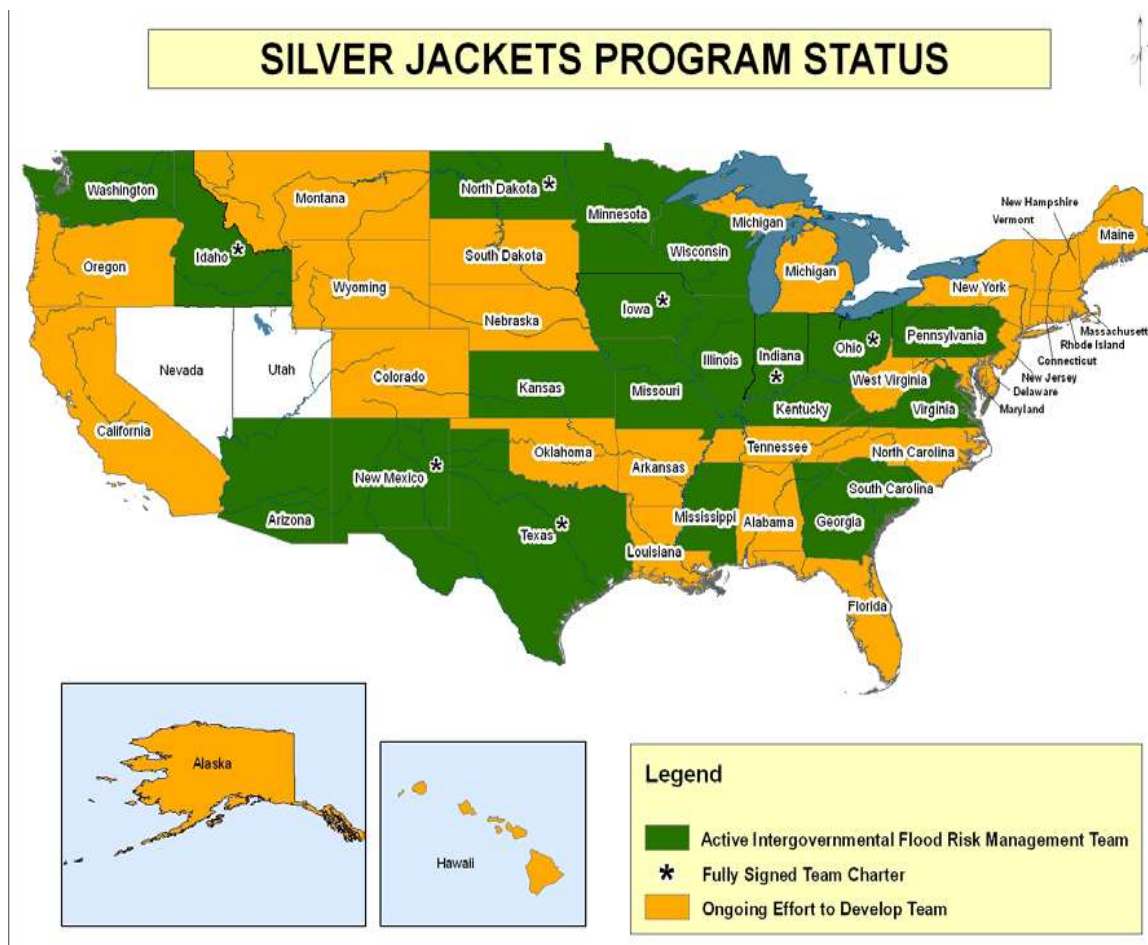 SILVER JACKETS PROGRAM STATUS
Washington
Montana
North Dakota *
Minnesota
Michigan
New Hampshire
Vermont
Maine
Oregon
Idaho *
Wyoming
South Dakota
Wisconsin
Michigan
New York
Nebraska
Iowa *
Massachusett
Rhode Island
Connecticut
New Jersey
Delaware
Maryland
Nevada
Utah
Colorado
Kansas
Missouri
Illinois
Indiana
*
Ohio *
Pennsylvania
West Virginia
Virginia
Kentucky
California
Arizona
New Mexico *
Oklahoma
Arkansas
Tennessee
North Carolina
South Carolina
Texas *
Louisiana
Mississippi
Alabama
Georgia
Florida
Alaska
Hawaii
Legend
Active Intergovernmental Flood Risk Management Team
* Fully Signed Team Charter
Ongoing Effort to Develop Team